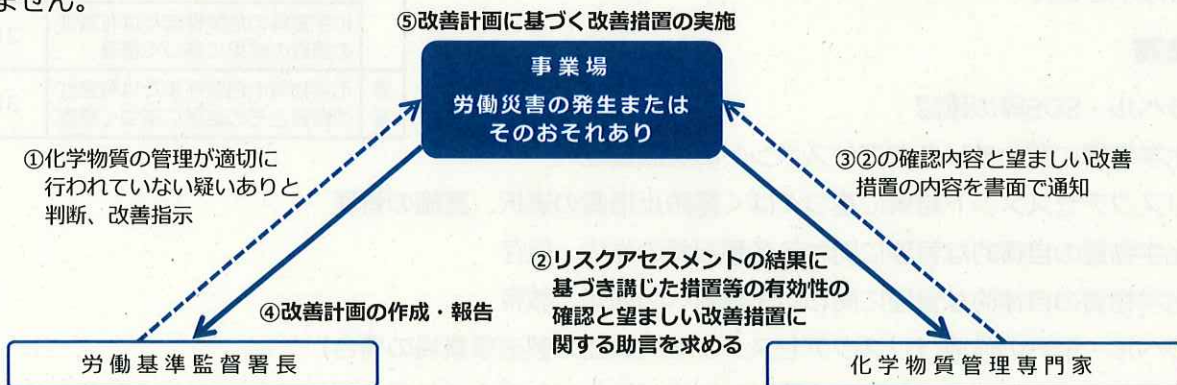 ません。
⑤改善計画に基づく改善措置の実施
事業場
労働災害の発生または
そのおそれあり
①化学物質の管理が適切に
行われていない疑いありと
判断、改善指示
③②の確認内容と望ましい改善
措置の内容を書面で通知
②リスクアセスメントの結果に
基づき講じた措置等の有効性の
確認と望ましい改善措置に
関する助言を求める
④改善計画の作成・報告
労働基準監督署長
化学物質管理専門家